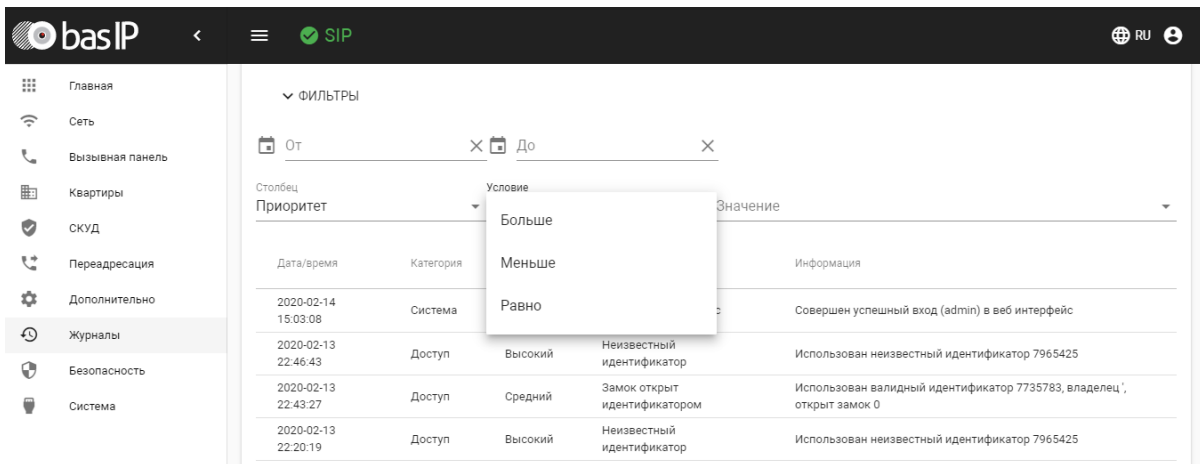 bas IP
SIP
RU
Главная
Сеть
Вызывная панель
Квартиры
СКУД
Переадресация
Дополнительно
Журналы
Безопасность
Система
ФИЛЬТРЫ
От
До
Столбец
Приоритет
Условие
Больше
Меньше
Равно
Значение
Дата/время
Категория
Информация
2020-02-14
15:03:08
Система
Совершен успешный вход (admin) в веб интерфейс
2020-02-13
22:46:43
Доступ
Высокий
Неизвестный
идентификатор
Использован неизвестный идентификатор 7965425
2020-02-13
22:43:27
Доступ
Средний
Замок открыт
идентификатором
Использован валидный идентификатор 7735783, владелец ',
открыт замок 0
2020-02-13
22:20:19
Доступ
Высокий
Неизвестный
идентификатор
Использован неизвестный идентификатор 7965425